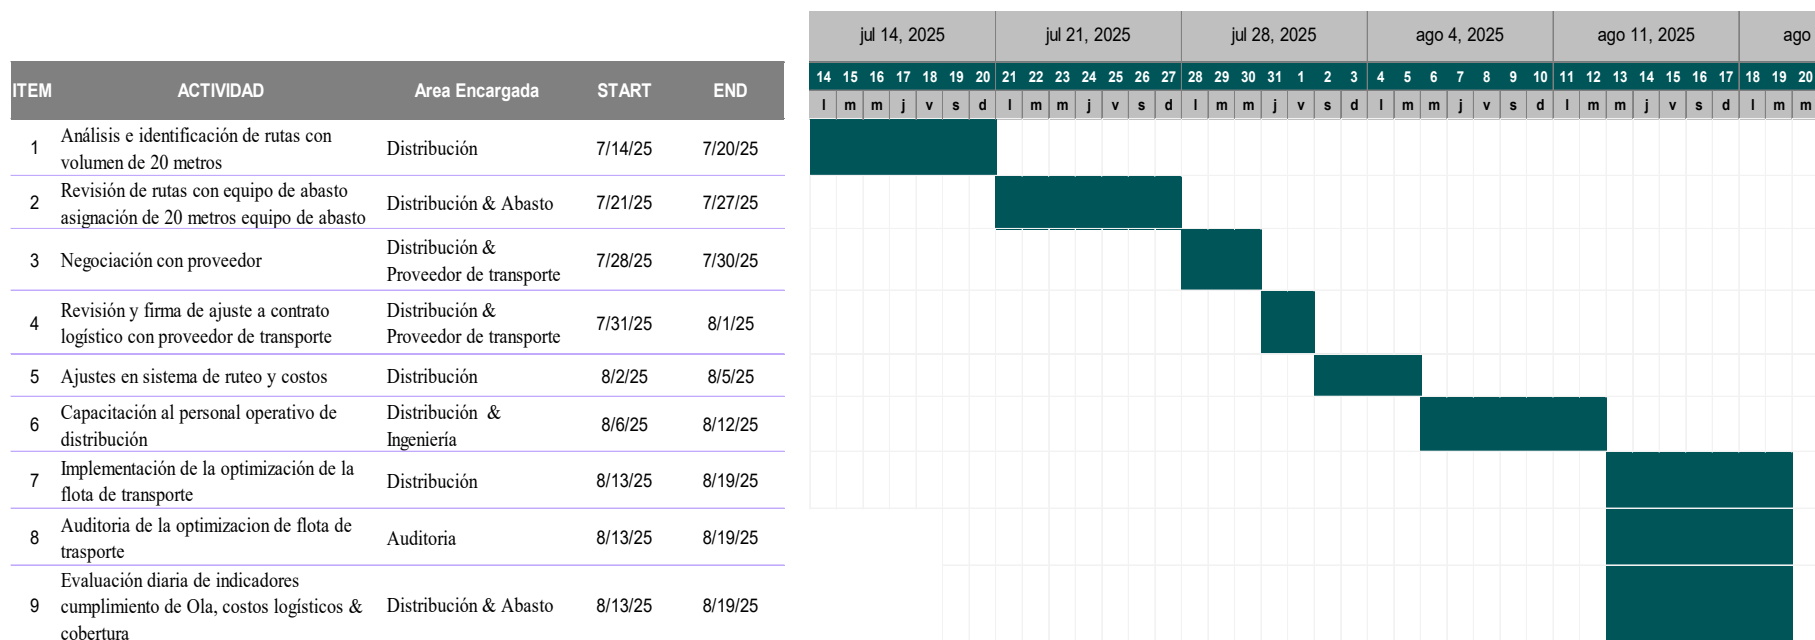 jul 14, 2025 jul 21, 2025 jul 28, 2025 ago 4, 2025 ago 11, 2025 ago
ITEM ACTIVIDAD Area Encargada START END 14 15 16 17 18 19 20 21 22 23 24 25 26 27 28 29 30 31 1 2 3 4 5 6 7 8 9 10 11 12 13 14 15 16 17 18 19 20
l m m j v s d l m m j v s d l m m j v s d l m m j v s d l m m j v s d l m m
1 Análisis e identificación de rutas con
volumen de 20 metros
Distribución 7/14/25 7/20/25
2 Revisión de rutas con equipo de abasto
asignación de 20 metros equipo de abasto
Distribución & Abasto 7/21/25 7/27/25
3 Negociación con proveedor
Distribución &
Proveedor de transporte
7/28/25 7/30/25
4 Revisión y firma de ajuste a contrato
logístico con proveedor de transporte
Distribución &
Proveedor de transporte
7/31/25 8/1/25
5 Ajustes en sistema de ruteo y costos Distribución 8/2/25 8/5/25
6 Capacitación al personal operativo de
distribución
Distribución &
Ingeniería
8/6/25 8/12/25
7 Implementación de la optimización de la
flota de transporte
Distribución 8/13/25 8/19/25
8 Auditoria de la optimizacion de flota de
trasporte
Auditoria 8/13/25 8/19/25
9 Evaluación diaria de indicadores
cumplimiento de Ola, costos logísticos &
cobertura
Distribución & Abasto 8/13/25 8/19/25